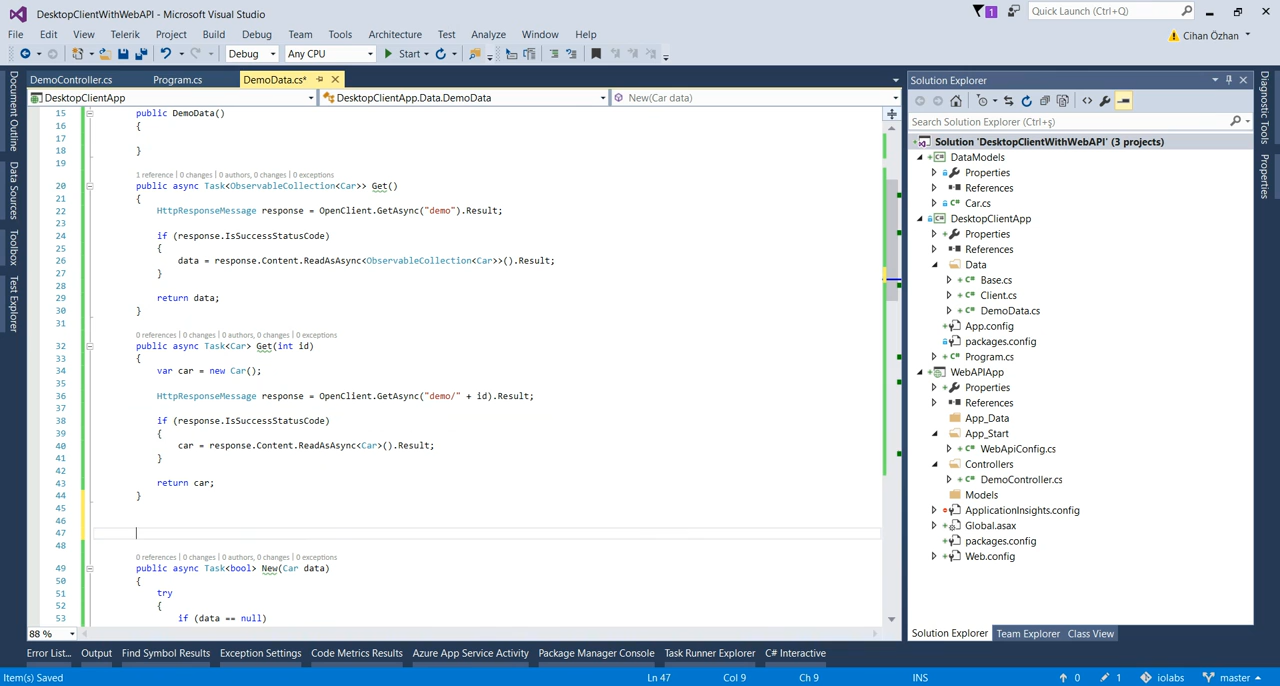 DesktopClientWithWebAPI - Microsoft Visual Studio
1
Quick Launch (Ctrl+Q)
File Edit View Telerik Project Build Debug Team Tools Architecture Test Analyze Window Help
Cihan Özhan
Debug Any CPU Start
DemoController.cs Program.cs DemoData.cs*
DesktopClientApp DesktopClientApp.Data.DemoData New(Car data)
Document Outline
Data Sources
Toolbox
Test Explorer
15 public DemoData()
16 {
17
18 }
19
1 reference | 0 changes | 0 authors, 0 changes | 0 exceptions
20 public async Task<ObservableCollection<Car>> Get()
21 {
22 HttpResponseMessage response = OpenClient.GetAsync("demo").Result;
23
24 if (response.IsSuccessStatusCode)
25 {
26 data = response.Content.ReadAsAsync<ObservableCollection<Car>>().Result;
27 }
28
29 return data;
30 }
31
0 references | 0 changes | 0 authors, 0 changes | 0 exceptions
32 public async Task<Car> Get(int id)
33 {
34 var car = new Car();
35
36 HttpResponseMessage response = OpenClient.GetAsync("demo/" + id).Result;
37
38 if (response.IsSuccessStatusCode)
39 {
40 car = response.Content.ReadAsAsync<Car>().Result;
41 }
42
43 return car;
44 }
45
46
47
48
0 references | 0 changes | 0 authors, 0 changes | 0 exceptions
49 public async Task<bool> New(Car data)
50 {
51 try
52 {
53 if (data == null)
88 %
Solution Explorer
Search Solution Explorer (Ctrl+ş)
Solution 'DesktopClientWithWebAPI' (3 projects)
DataModels
Properties
References
Car.cs
DesktopClientApp
Properties
References
Data
Base.cs
Client.cs
DemoData.cs
App.config
packages.config
Program.cs
WebAPIApp
Properties
References
App_Data
App_Start
WebApiConfig.cs
Controllers
DemoController.cs
Models
ApplicationInsights.config
Global.asax
packages.config
Web.config
Solution Explorer Team Explorer Class View
Diagnostic Tools
Properties
Error List... Output Find Symbol Results Exception Settings Code Metrics Results Azure App Service Activity Package Manager Console Task Runner Explorer C# Interactive
Item(s) Saved Ln 47 Col 9 Ch 9 INS 0 1 iolabs master